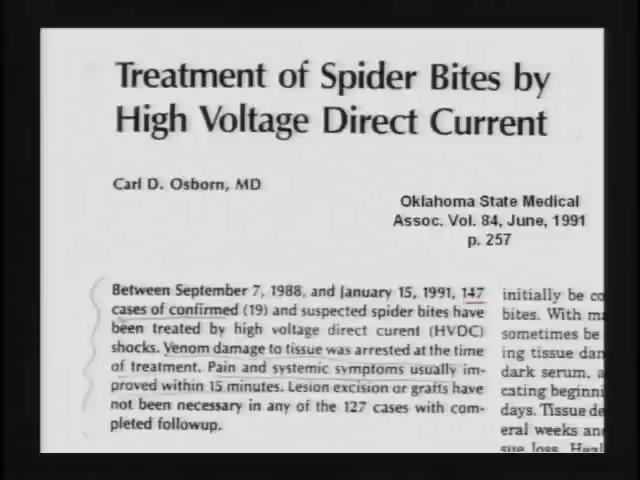 Treatment of Spider Bites by
High Voltage Direct Current
Carl D. Osborn, MD
Oklahoma State Medical
Assoc. Vol. 84, June, 1991
p. 257
Between September 7, 1988, and January 15, 1991, 147
cases of confirmed (19) and suspected spider bites have
been treated by high voltage direct curent (HVDC)
shocks. Venom damage to tissue was arrested at the time
of treatment. Pain and systemic symptoms usually im-
proved within 15 minutes. Lesion excision or grafts have
not been necessary in any of the 127 cases with com-
pleted followup.
initially be
bites. With
sometimes be
ing tissue
dark serum,
cating
days. Tissue
eral weeks
sue loss.